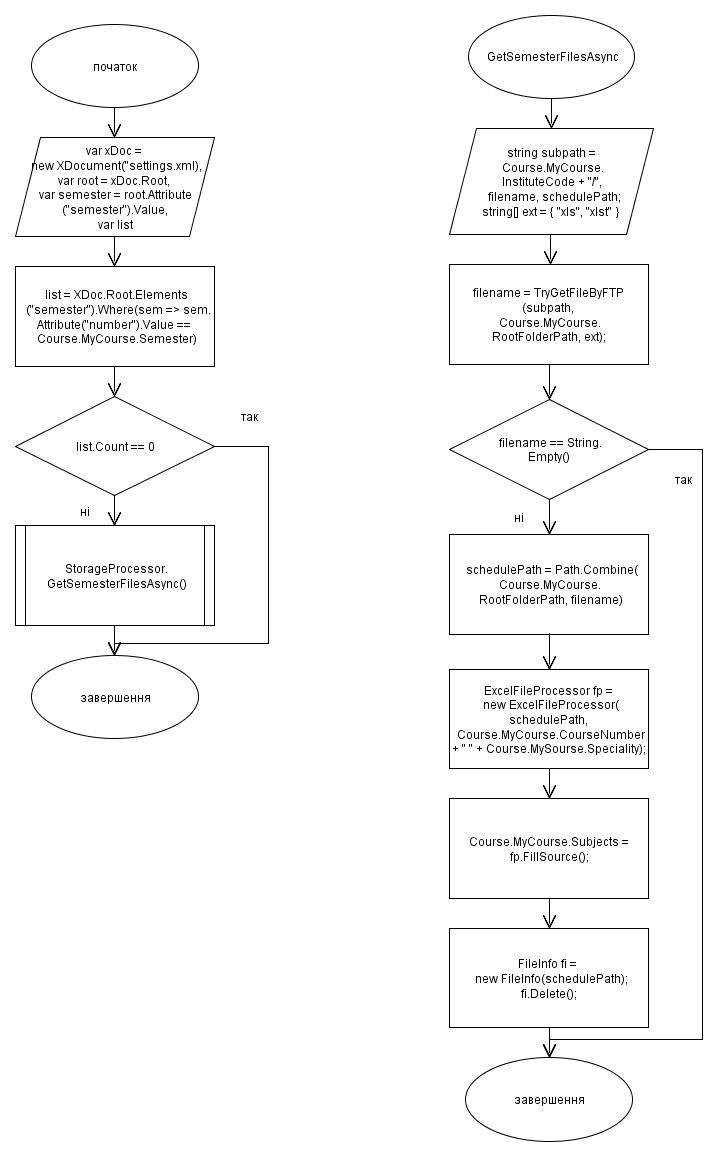 початок
var xDoc =
new XDocument("settings.xml),
var root = xDoc.Root,
var semester = root.Attribute
("semester").Value,
var list
list = XDoc.Root.Elements
("semester").Where(sem => sem.
Attribute("number").Value ==
Course.MyCourse.Semester)
так
list.Count == 0
ні
StorageProcessor.
GetSemesterFilesAsync()
завершення
GetSemesterFilesAsync
string subpath =
Course.MyCourse.
InstituteCode + "/",
filename, schedulePath;
string[] ext = { "xls", "xlst" }
filename = TryGetFileByFTP
(subpath,
Course.MyCourse.
RootFolderPath, ext);
filename == String.
Empty()
так
ні
schedulePath = Path.Combine(
Course.MyCourse.
RootFolderPath, filename)
ExcelFileProcessor fp =
new ExcelFileProcessor(
schedulePath,
Course.MyCourse.CourseNumber
+ " " + Course.MySourse.Speciality);
Course.MyCourse.Subjects =
fp.FillSource();
FileInfo fi =
new FileInfo(schedulePath);
fi.Delete();
завершення